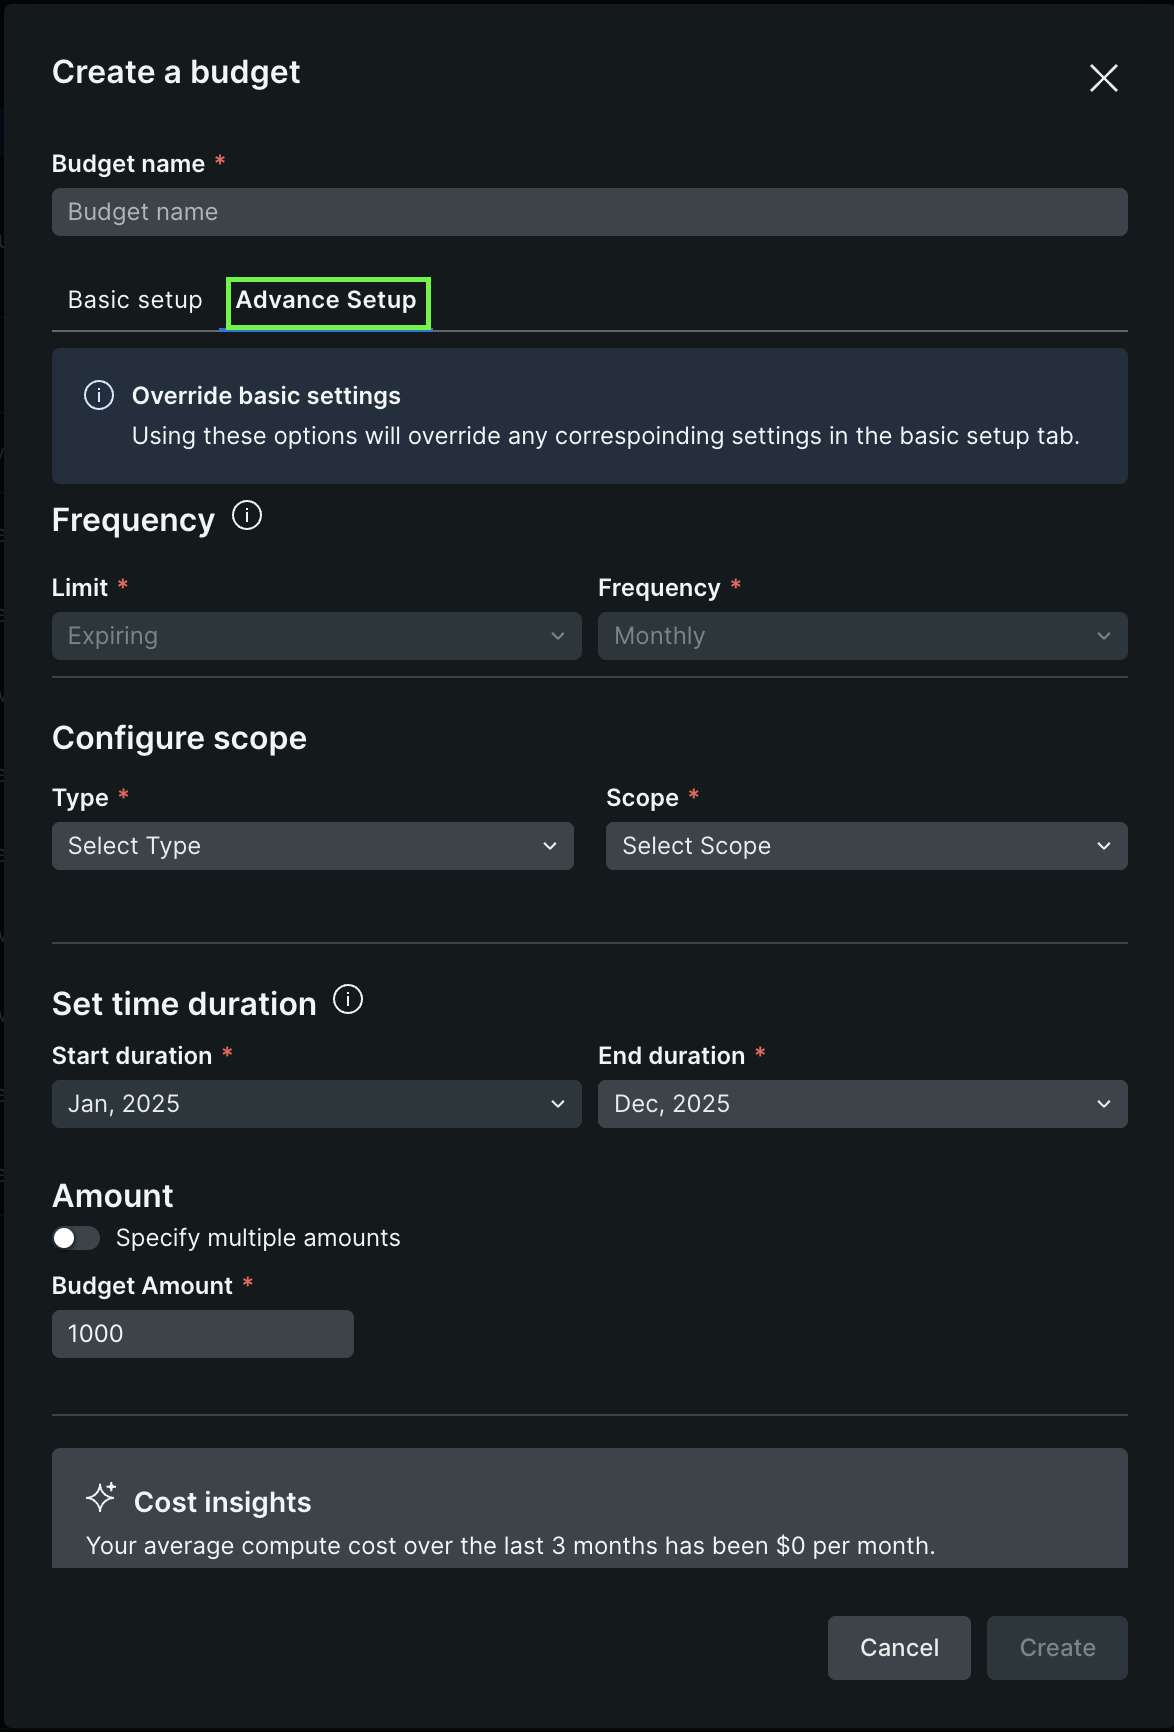 Create a budget
Budget name *
Budget name
Basic setup Advance Setup
Override basic settings
Using these options will override any correspoinding settings in the basic setup tab.
Frequency
Limit * Frequency *
Expiring Monthly
Configure scope
Type * Scope *
Select Type Select Scope
Set time duration
Start duration * End duration *
Jan, 2025 Dec, 2025
Amount
Specify multiple amounts
Budget Amount *
1000
Cost insights
Your average compute cost over the last 3 months has been $0 per month.
Cancel Create